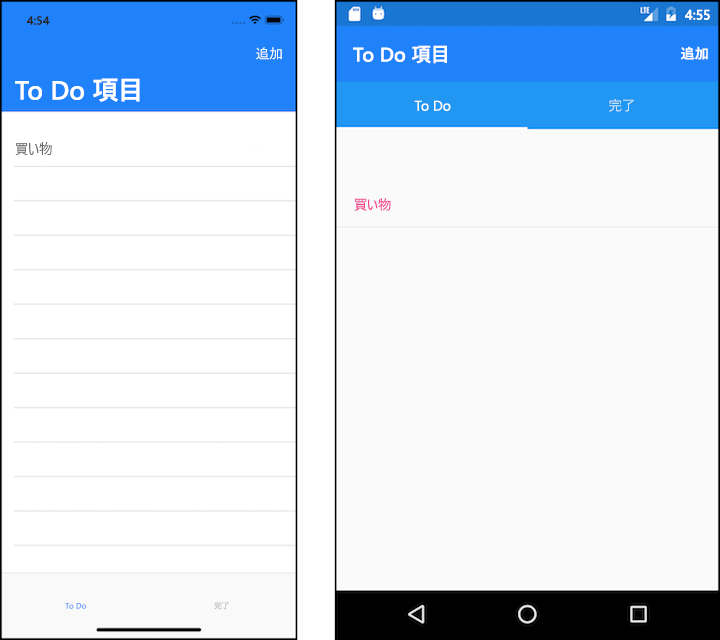 4:54
追加
To Do 項目
買い物
To Do 完了
LTE 4:55
To Do 項目 追加
To Do 完了
買い物